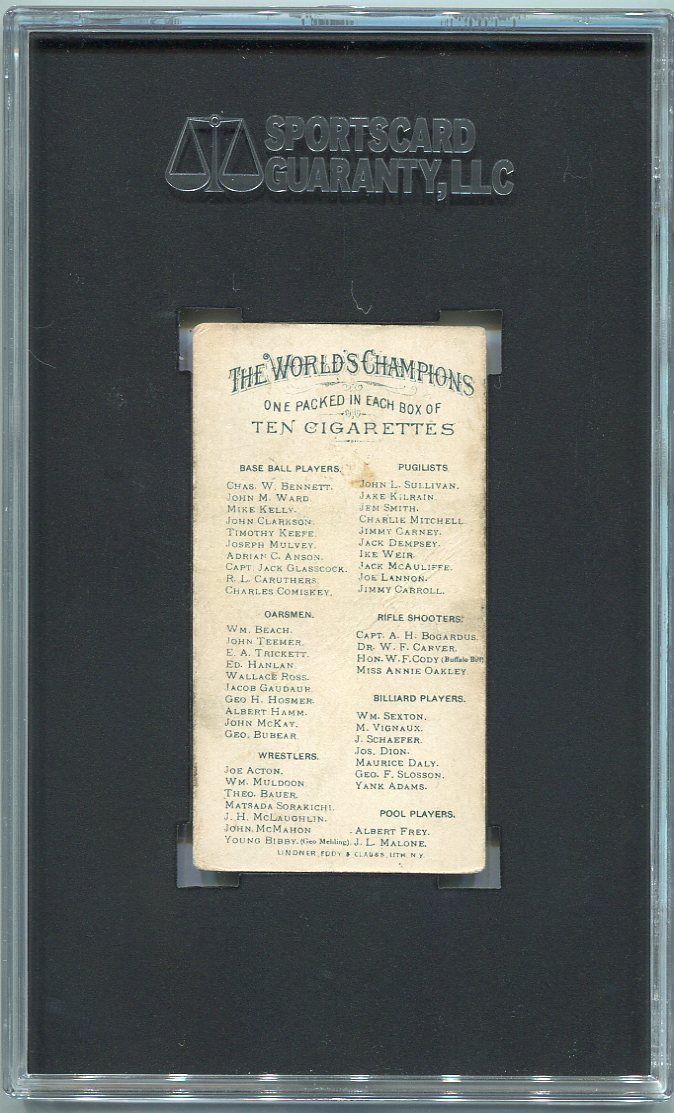 SPORTSCARD
GUARANTY, LLC
THE WORLD'S CHAMPIONS
ONE PACKED IN EACH BOX OF
TEN CIGARETTES
BASE BALL PLAYERS.
CHAS. W. BENNETT.
JOHN M. WARD
MIKE KELLY.
JOHN CLARKSON.
TIMOTHY KEEFE.
JOSEPH MULVEY.
ADRIAN C. ANSON.
CAPT. JACK GLASSCOCK.
R. L. CARUTHERS.
CHARLES COMISKEY.
OARSMEN.
WM. BEACH.
JOHN TEEMER.
E. A. TRICKETT.
ED. HANLAN
WALLACE ROSS.
JACOB GAUDAUR.
GEO H. HOSMER.
ALBERT HAMM.
JOHN MCKAY.
GEO. BUBEAR.
WRESTLERS.
JOE ACTON.
WM. MULDOON
THEO. BAUER.
MATSADA SORAKICHI.
J. H. MCLAUGHLIN.
JOHN. MCMAHON
YOUNG BIBBY. (Geo Mehling).
PUGILISTS
JOHN L. SULLIVAN.
JAKE KILRAIN.
JEM SMITH.
CHARLIE MITCHELL
JIMMY CARNEY.
JACK DEMPSEY.
IKE WEIR.
JACK MCAULIFFE.
JOE LANNON.
JIMMY CARROLL.
RIFLE SHOOTERS.
CAPT. A. H. BOGARDUS.
DR. W. F. CARVER.
HON. W. F. CODY (Buffalo Bill)
MISS ANNIE OAKLEY
BILLIARD PLAYERS.
WM. SEXTON.
M. VIGNAUX.
J. SCHAEFER.
JOS. DION.
MAURICE DALY.
GEO. F. SLOSSON.
YANK ADAMS.
POOL PLAYERS.
ALBERT FREY.
J. L. MALONE.
LINDNER, EDDY & CLAUSS, LITH. N.Y.